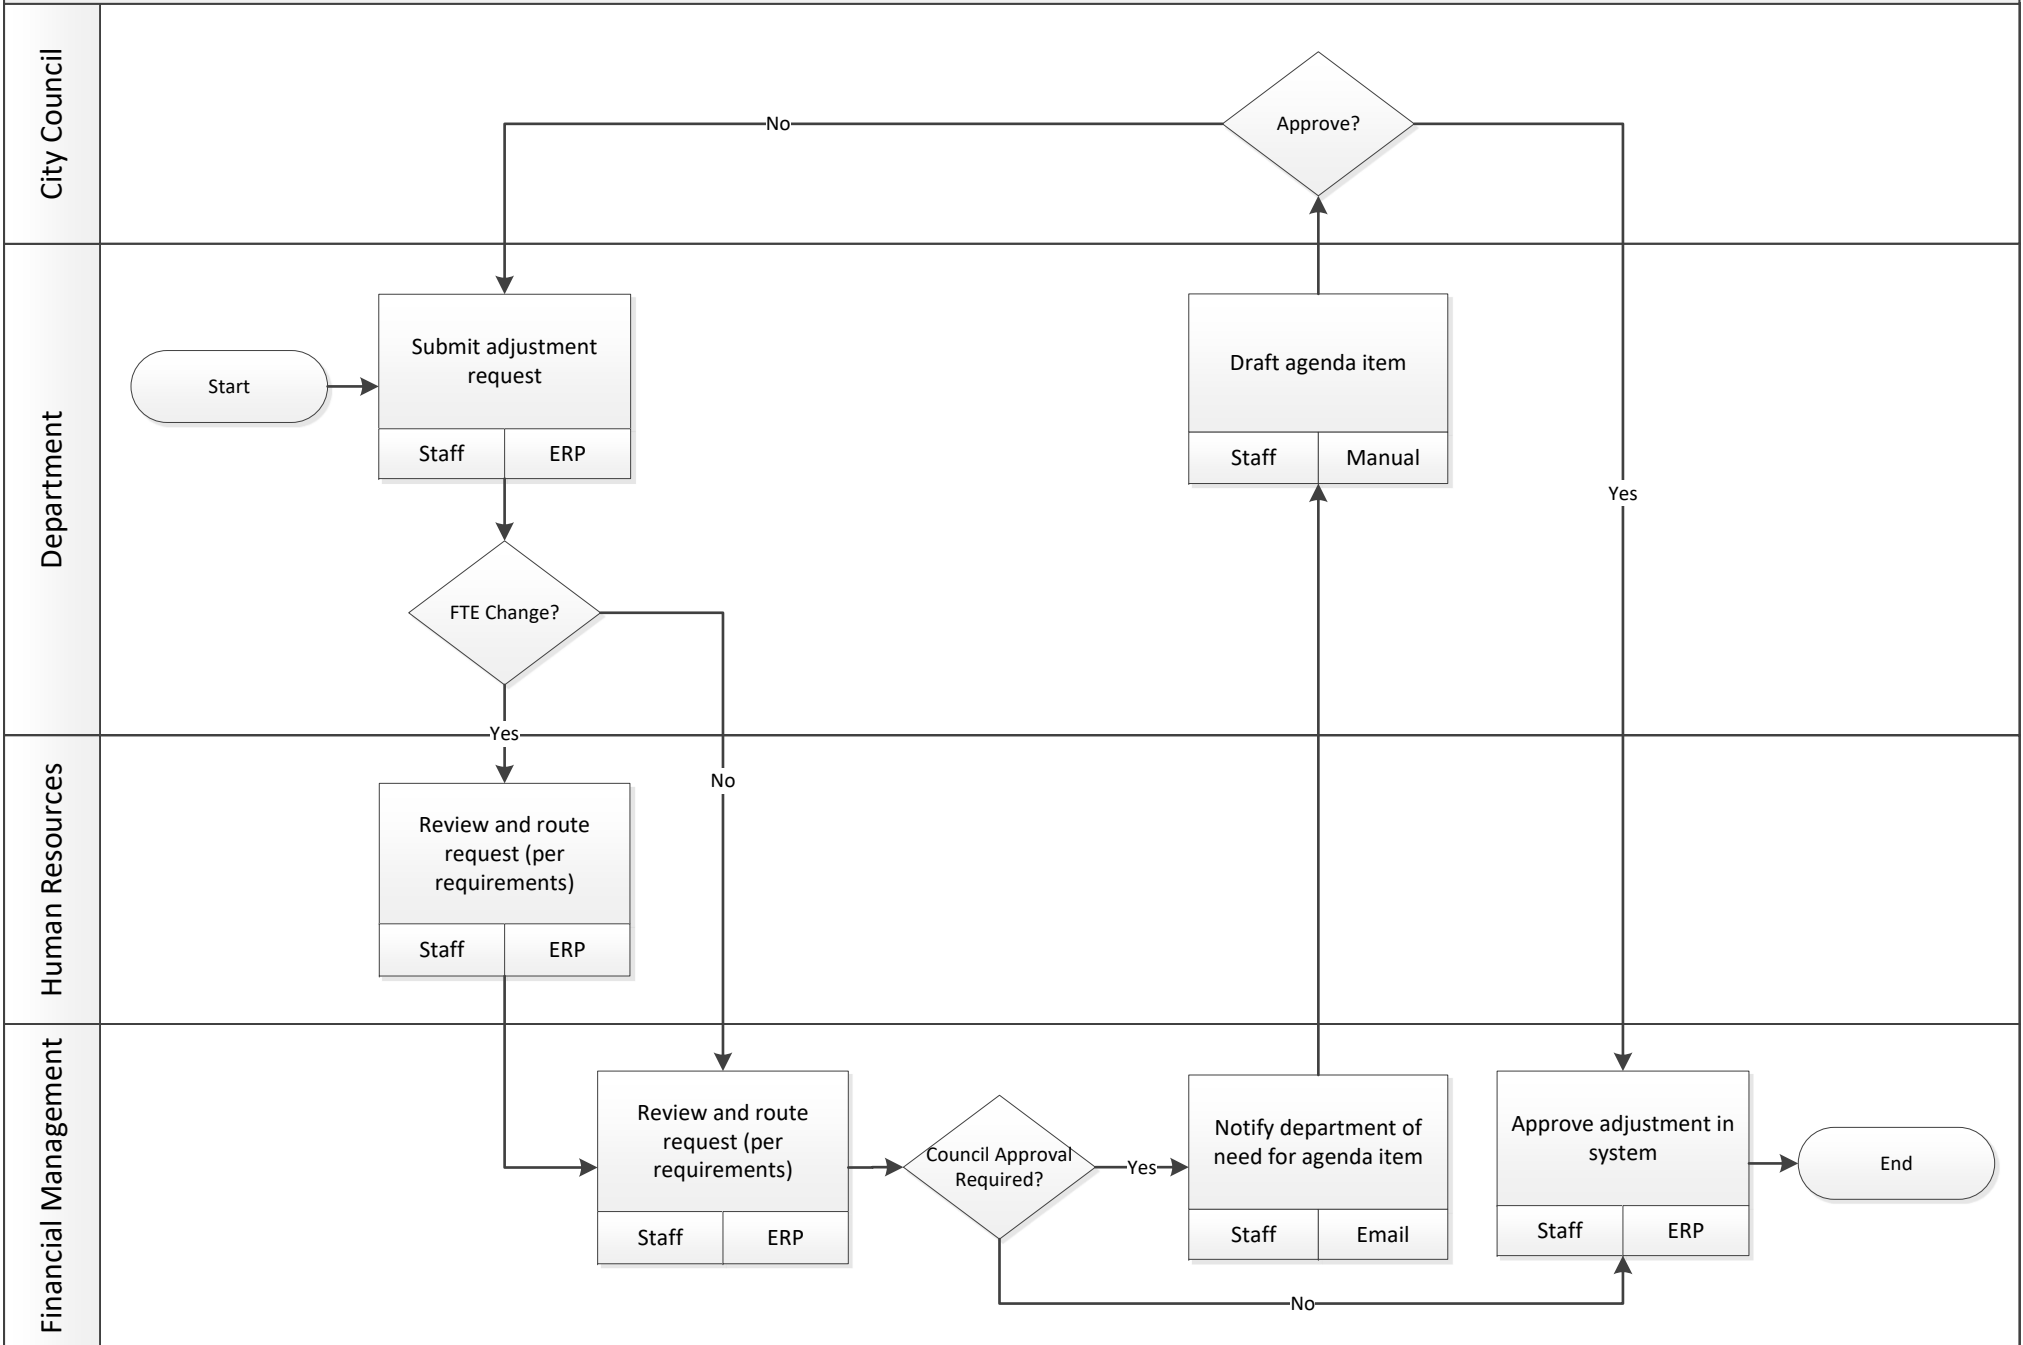 City Council
Approve?
No
Department
Start
Submit adjustment
request
Staff
ERP
Draft agenda item
Staff
Manual
Yes
FTE Change?
Yes
No
Human Resources
Review and route
request (per
requirements)
Staff
ERP
Financial Management
Review and route
request (per
requirements)
Staff
ERP
Council Approval
Required?
Yes
Notify department of
need for agenda item
Staff
Email
Approve adjustment in
system
Staff
ERP
End
No